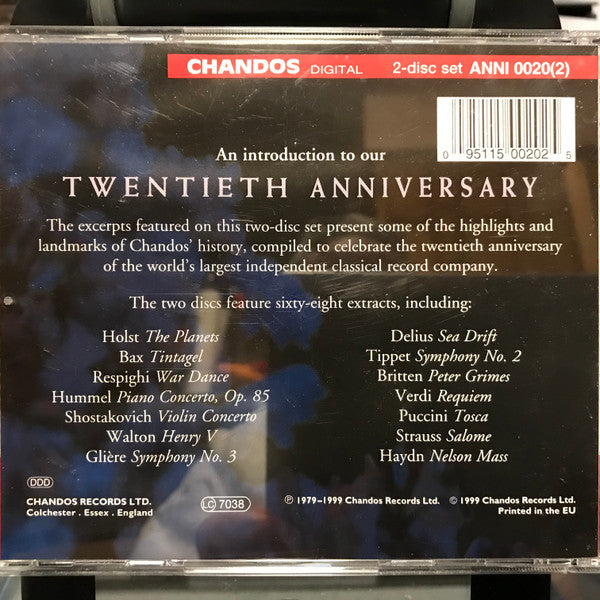 CHANDOS DIGITAL 2-disc set ANNI 0020(2)
0 95115 00202 5
An introduction to our
TWENTIETH ANNIVERSARY
The excerpts featured on this two-disc set present some of the highlights and
landmarks of Chandos' history, compiled to celebrate the twentieth anniversary
of the world's largest independent classical record company.
The two discs feature sixty-eight extracts, including:
Holst The Planets
Bax Tintagel
Respighi War Dance
Hummel Piano Concerto, Op. 85
Shostakovich Violin Concerto
Walton Henry V
Glière Symphony No. 3
Delius Sea Drift
Tippet Symphony No. 2
Britten Peter Grimes
Verdi Requiem
Puccini Tosca
Strauss Salome
Haydn Nelson Mass
DDD
CHANDOS RECORDS LTD.
Colchester . Essex . England
LC 7038
℗ 1979-1999 Chandos Records Ltd. © 1999 Chandos Records Ltd.
Printed in the EU